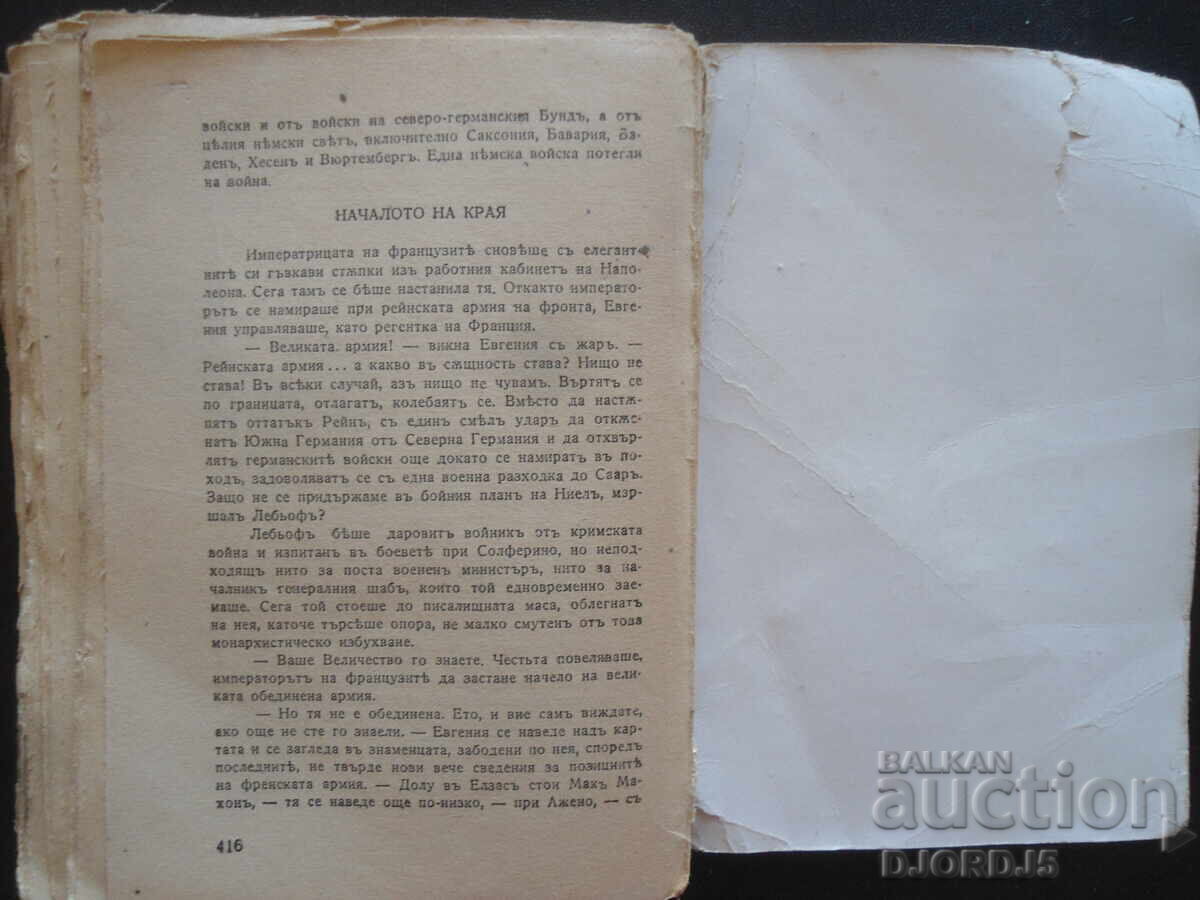 войски и отъ войски на северо-германския Бундъ, а отъ
цѣлия нѣмски свѣтъ, включително Саксония, Бавария, Ба-
денъ, Хесенъ и Вюртембергъ. Една нѣмска войска потегли
на война.
НАЧАЛОТО НА КРАЯ
Императрицата на французитѣ сновѣше съ елегант-
нитѣ си гъвкави стѫпки изъ работния кабинетъ на Напо-
леона. Сега тамъ се бѣше настанила тя. Откакто императо-
рътъ се намираше при рейнската армия на фронта, Евге-
ния управляваше, като регентка на Франция.
— Великата армия! — викна Евгения съ жаръ. —
Рейнската армия... а какво въ сѫщность става? Нищо не
става! Въ всѣки случай, азъ нищо не чувамъ. Въртятъ се
по границата, отлагатъ, колебаятъ се. Вмѣсто да настѫ-
пятъ оттатъкъ Рейнъ, съ единъ смѣлъ ударъ да откѫс-
натъ Южна Германия отъ Северна Германия и да отхвър-
лятъ германскитѣ войски още докато се намиратъ въ по-
ходъ, задоволяватъ се съ една военна разходка до Сааръ.
Защо не се придържаме въ бойния планъ на Ниелъ, мар-
шалъ Лебьофъ?
Лебьофъ бѣше даровитъ войникъ отъ кримската
война и изпитанъ въ боеветѣ при Солферино, но непод-
ходящъ нито за поста военен министъръ, нито за на-
чалникъ генералния щабъ, които той едновременно зае-
маше. Сега той стоеше до писалищната маса, облегнатъ
на нея, каточе търсѣше опора, не малко смутенъ отъ това
монархистическо избухване.
— Ваше Величество го знаете. Честьта повеляваше,
императорътъ на французитѣ да застане начело на вели-
ката обединена армия.
— Но тя не е обединена. Ето, и вие самъ виждате,
ако още не сте го знаели. — Евгения се наведе надъ кар-
тата и се загледа въ знаменцата, забодени по нея, спорелъ
последнитѣ, не твърде нови вече сведения за позициитѣ
на френската армия. — Долу въ Елзасъ стои Макъ Ма-
хонъ, — тя се наведе още по-низко, — при Ажено, — съ
416
BALKAN
auction
DJORDJ5